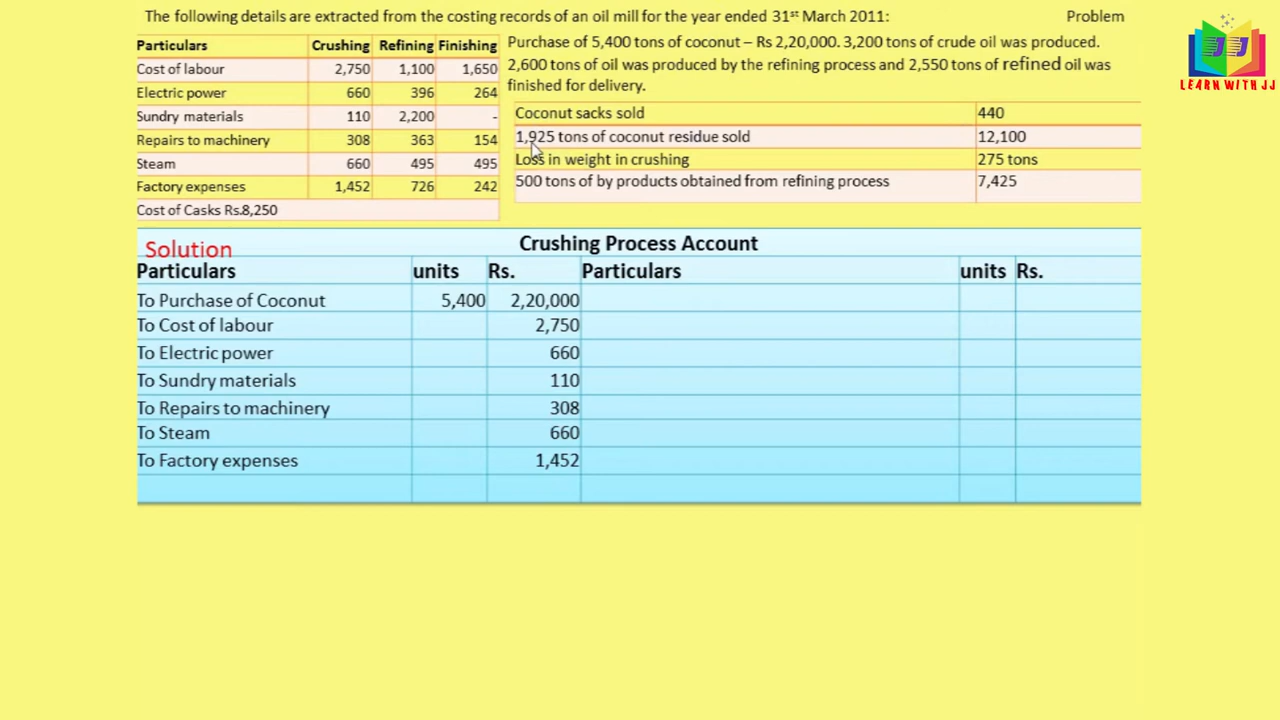 The following details are extracted from the costing records of an oil mill for the year ended 31st March 2011: Problem
Particulars Crushing Refining Finishing
Cost of labour 2,750 1,100 1,650
Electric power 660 396 264
Sundry materials 110 2,200 -
Repairs to machinery 308 363 154
Steam 660 495 495
Factory expenses 1,452 726 242
Cost of Casks Rs.8,250
Purchase of 5,400 tons of coconut – Rs 2,20,000. 3,200 tons of crude oil was produced.
2,600 tons of oil was produced by the refining process and 2,550 tons of refined oil was
finished for delivery.
Coconut sacks sold 440
1,925 tons of coconut residue sold 12,100
Loss in weight in crushing 275 tons
500 tons of by products obtained from refining process 7,425
LEARN WITH JJ
Solution
Crushing Process Account
Particulars units Rs. Particulars units Rs.
To Purchase of Coconut 5,400 2,20,000
To Cost of labour 2,750
To Electric power 660
To Sundry materials 110
To Repairs to machinery 308
To Steam 660
To Factory expenses 1,452